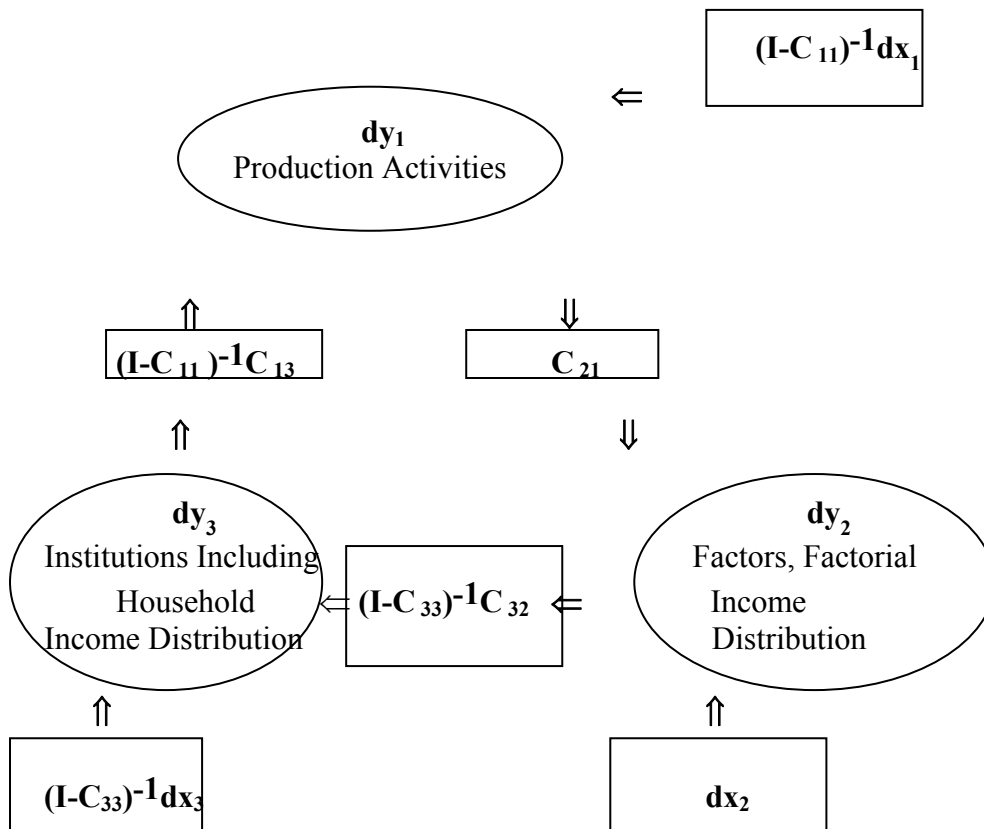 (I-C₁₁)⁻¹dx₁
⇐
dy₁
Production Activities
⇑ ⇓
(I-C₁₁)⁻¹C₁₃ C₂₁
⇑ ⇓
dy₃
Institutions Including
Household
Income Distribution
⇐ (I-C₃₃)⁻¹C₃₂ ⇐
dy₂
Factors, Factorial
Income
Distribution
⇑ ⇑
(I-C₃₃)⁻¹dx₃ dx₂